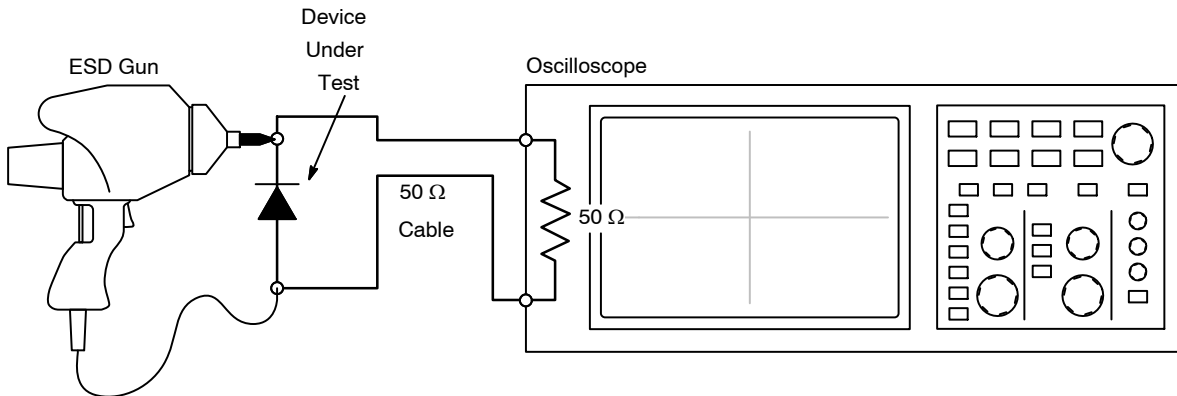 Device
Under
Test
ESD Gun
Oscilloscope
50 Ω
Cable
50 Ω